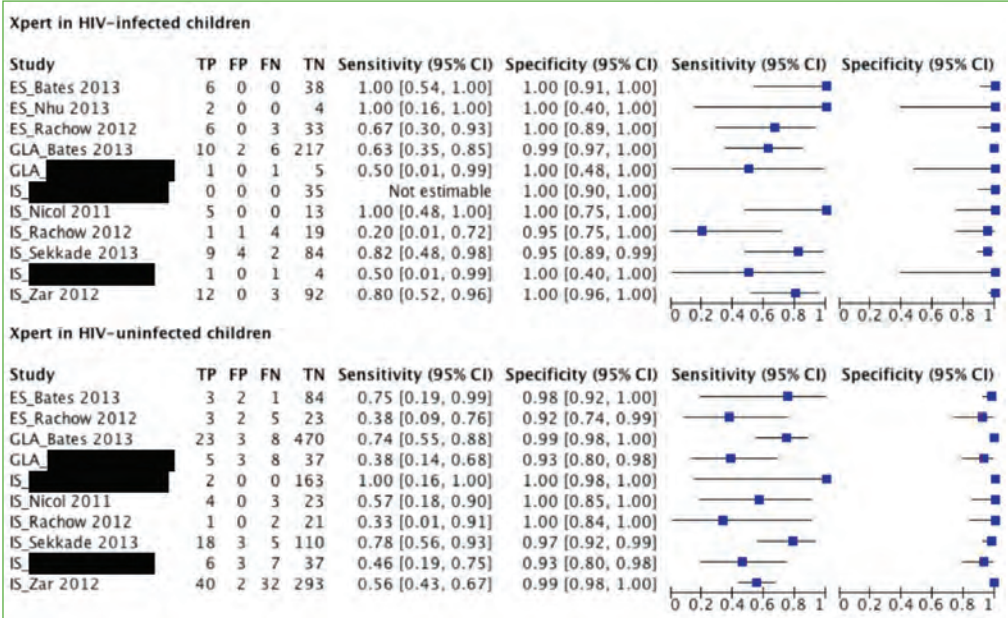 Xpert in HIV-infected children
Study TP FP FN TN Sensitivity (95% CI) Specificity (95% CI) Sensitivity (95% CI) Specificity (95% CI)
ES_Bates 2013 6 0 0 38 1.00 [0.54, 1.00] 1.00 [0.91, 1.00]
ES_Nhu 2013 2 0 0 4 1.00 [0.16, 1.00] 1.00 [0.40, 1.00]
ES_Rachow 2012 6 0 3 33 0.67 [0.30, 0.93] 1.00 [0.89, 1.00]
GLA_Bates 2013 10 2 6 217 0.63 [0.35, 0.85] 0.99 [0.97, 1.00]
GLA_ 1 0 1 5 0.50 [0.01, 0.99] 1.00 [0.48, 1.00]
IS_ 0 0 0 35 Not estimable 1.00 [0.90, 1.00]
IS_Nicol 2011 5 0 0 13 1.00 [0.48, 1.00] 1.00 [0.75, 1.00]
IS_Rachow 2012 1 1 4 19 0.20 [0.01, 0.72] 0.95 [0.75, 1.00]
IS_Sekkade 2013 9 4 2 84 0.82 [0.48, 0.98] 0.95 [0.89, 0.99]
IS_ 1 0 1 4 0.50 [0.01, 0.99] 1.00 [0.40, 1.00]
IS_Zar 2012 12 0 3 92 0.80 [0.52, 0.96] 1.00 [0.96, 1.00]
0 0.2 0.4 0.6 0.8 1 0 0.2 0.4 0.6 0.8 1
Xpert in HIV-uninfected children
Study TP FP FN TN Sensitivity (95% CI) Specificity (95% CI) Sensitivity (95% CI) Specificity (95% CI)
ES_Bates 2013 3 2 1 84 0.75 [0.19, 0.99] 0.98 [0.92, 1.00]
ES_Rachow 2012 3 2 5 23 0.38 [0.09, 0.76] 0.92 [0.74, 0.99]
GLA_Bates 2013 23 3 8 470 0.74 [0.55, 0.88] 0.99 [0.98, 1.00]
GLA_ 5 3 8 37 0.38 [0.14, 0.68] 0.93 [0.80, 0.98]
IS_ 2 0 0 163 1.00 [0.16, 1.00] 1.00 [0.98, 1.00]
IS_Nicol 2011 4 0 3 23 0.57 [0.18, 0.90] 1.00 [0.85, 1.00]
IS_Rachow 2012 1 0 2 21 0.33 [0.01, 0.91] 1.00 [0.84, 1.00]
IS_Sekkade 2013 18 3 5 110 0.78 [0.56, 0.93] 0.97 [0.92, 0.99]
IS_ 6 3 7 37 0.46 [0.19, 0.75] 0.93 [0.80, 0.98]
IS_Zar 2012 40 2 32 293 0.56 [0.43, 0.67] 0.99 [0.98, 1.00]
0 0.2 0.4 0.6 0.8 1 0 0.2 0.4 0.6 0.8 1